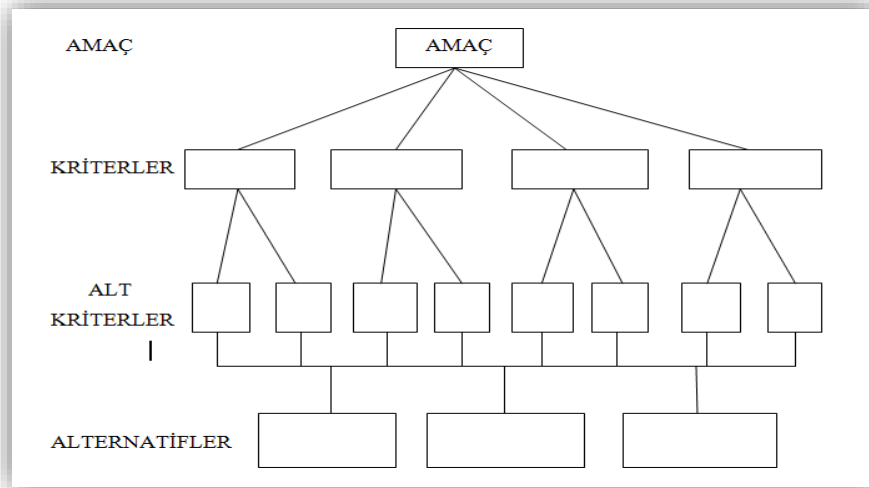 AMAÇ
AMAÇ
KRİTERLER
ALT
KRİTERLER
ALTERNATİFLER